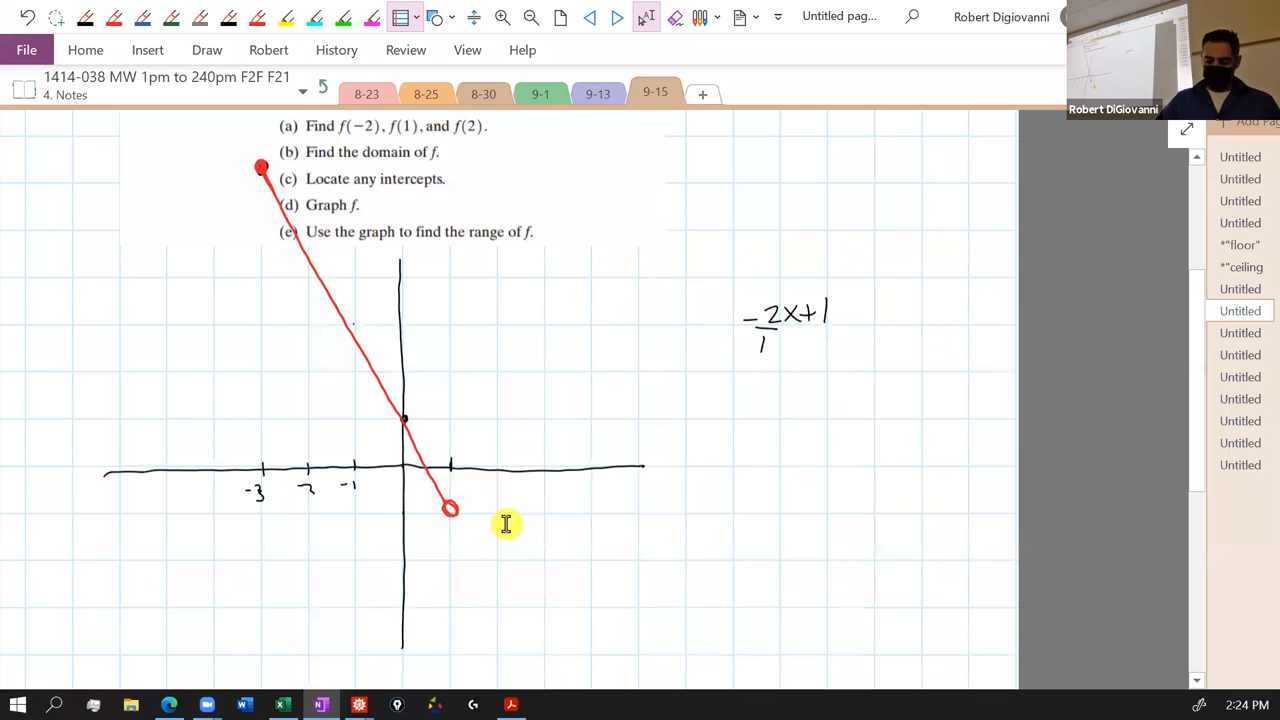 Untitled pag...
Robert Digiovanni
File
Home
Insert
Draw
Robert
History
Review
View
Help
1414-038 MW 1pm to 240pm F2F F21
4. Notes
8-23
8-25
8-30
9-1
9-13
9-15
Robert DiGiovanni
(a) Find f(−2), f(1), and f(2).
(b) Find the domain of f.
(c) Locate any intercepts.
(d) Graph f.
(e) Use the graph to find the range of f.
-2x+1
1
-3 -2 -1
Add Page
Untitled
Untitled
Untitled
Untitled
*"floor"
*"ceiling
Untitled
Untitled
Untitled
Untitled
Untitled
Untitled
Untitled
Untitled
Untitled
2:24 PM